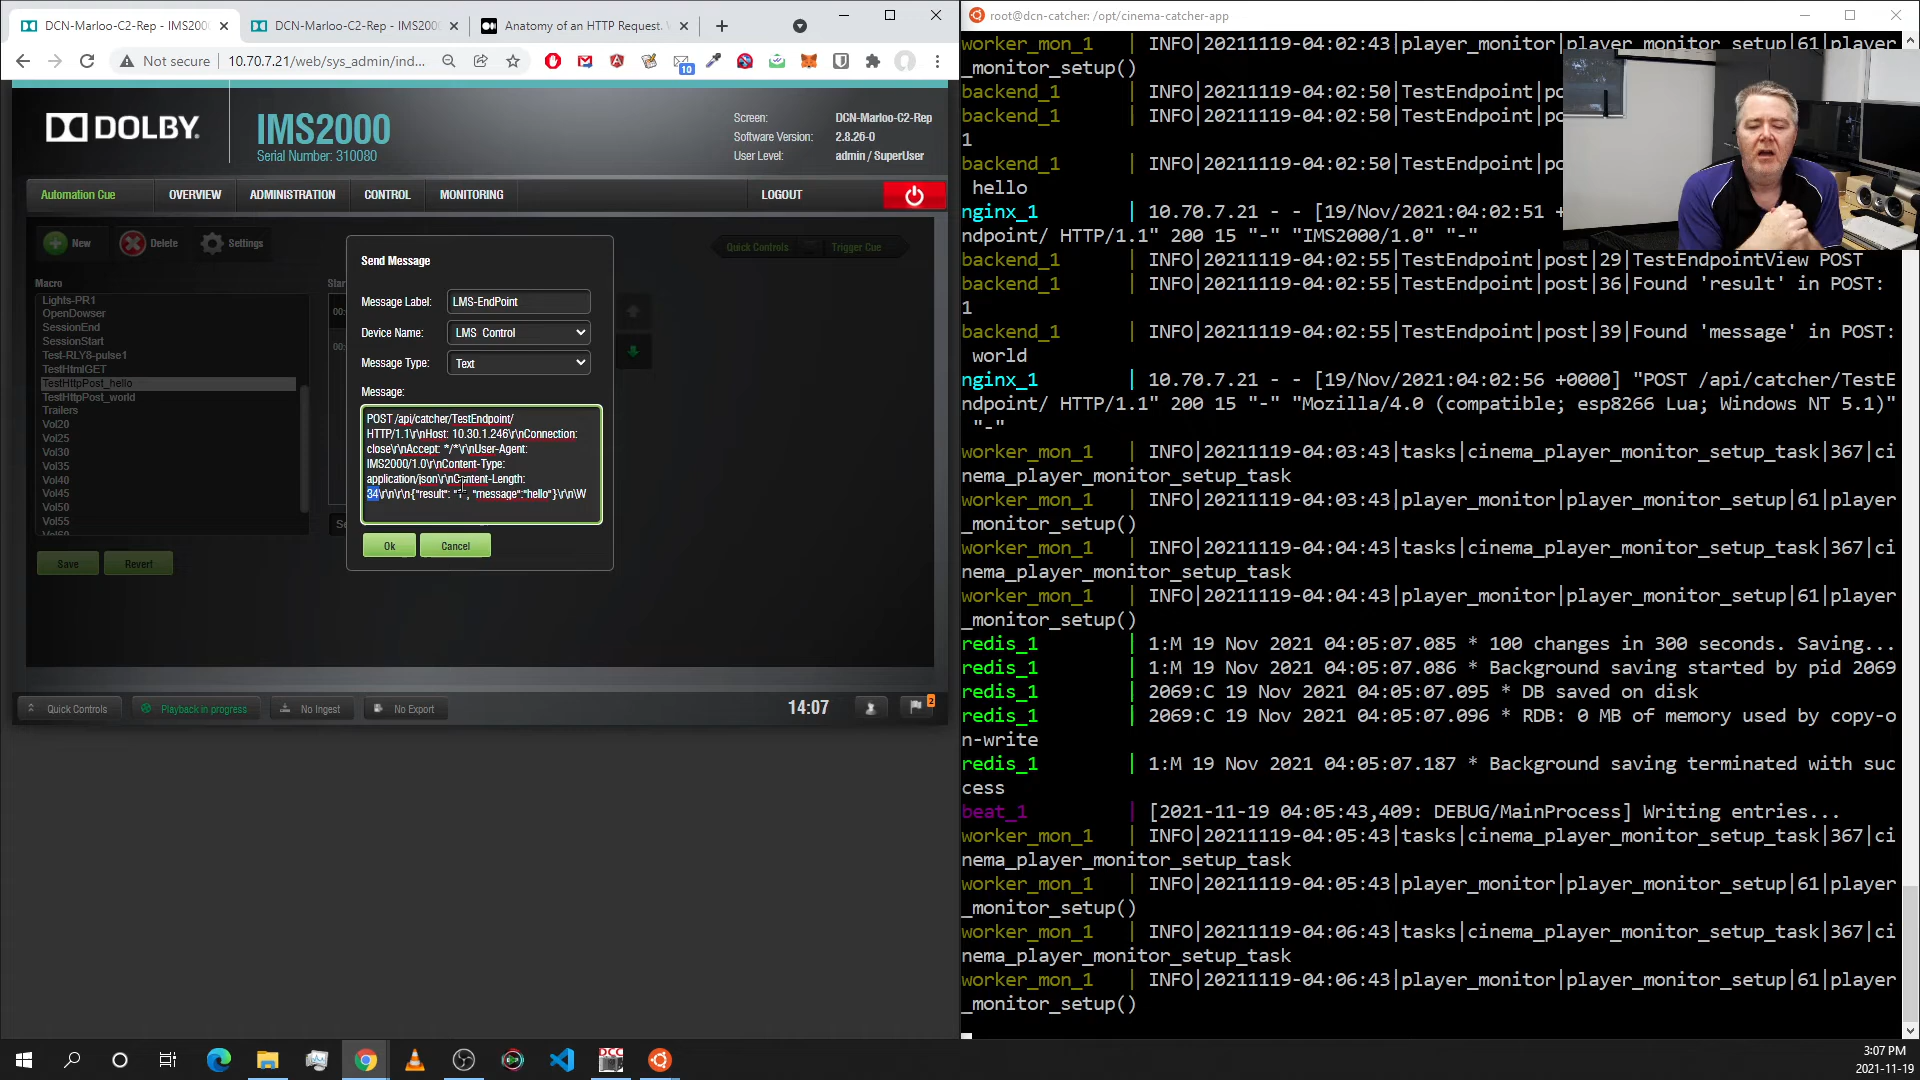 DCN-Marloo-C2-Rep - IMS200
DCN-Marloo-C2-Rep - IMS2000
Anatomy of an HTTP Request.
Not secure
10.70.7.21/web/sys_admin/ind...
10
DOLBY
IMS2000
Serial Number: 310080
Screen: DCN-Marloo-C2-Rep
Software Version: 2.8.26-0
User Level: admin / SuperUser
Automation Cue
OVERVIEW
ADMINISTRATION
CONTROL
MONITORING
LOGOUT
New
Delete
Settings
Quick Controls
Trigger Cue
Macro
Lights-PR1
OpenDowser
SessionEnd
SessionStart
Test-RLY8-pulse1
TestHtmlGET
TestHttpPost_hello
TestHttpPost_world
Trailers
Vol20
Vol25
Vol30
Vol35
Vol40
Vol45
Vol50
Vol55
Save
Revert
Send Message
Message Label: LMS-EndPoint
Device Name: LMS Control
Message Type: Text
Message:
POST /api/catcher/TestEndpoint/
HTTP/1.1\r\nHost: 10.30.1.246\r\nConnection:
close\r\nAccept: */*\r\nUser-Agent:
IMS2000/1.0\r\nContent-Type:
application/json\r\nContent-Length:
34\r\n\r\n{"result": "1", "message":"hello"}\r\n\W
Ok
Cancel
Quick Controls
Playback in progress
No Ingest
No Export
14:07
2
root@dcn-catcher: /opt/cinema-catcher-app
worker_mon_1 | INFO|20211119-04:02:43|player_monitor|player_monitor_setup|61|player
_monitor_setup()
backend_1 | INFO|20211119-04:02:50|TestEndpoint|post
backend_1 | INFO|20211119-04:02:50|TestEndpoint|po
1
backend_1 | INFO|20211119-04:02:50|TestEndpoint|po
hello
nginx_1 | 10.70.7.21 - - [19/Nov/2021:04:02:51 +
ndpoint/ HTTP/1.1" 200 15 "-" "IMS2000/1.0" "-"
backend_1 | INFO|20211119-04:02:55|TestEndpoint|post|29|TestEndpointView POST
backend_1 | INFO|20211119-04:02:55|TestEndpoint|post|36|Found 'result' in POST:
1
backend_1 | INFO|20211119-04:02:55|TestEndpoint|post|39|Found 'message' in POST:
world
nginx_1 | 10.70.7.21 - - [19/Nov/2021:04:02:56 +0000] "POST /api/catcher/TestE
ndpoint/ HTTP/1.1" 200 15 "-" "Mozilla/4.0 (compatible; esp8266 Lua; Windows NT 5.1)"
"-"
worker_mon_1 | INFO|20211119-04:03:43|tasks|cinema_player_monitor_setup_task|367|ci
nema_player_monitor_setup_task
worker_mon_1 | INFO|20211119-04:03:43|player_monitor|player_monitor_setup|61|player
_monitor_setup()
worker_mon_1 | INFO|20211119-04:04:43|tasks|cinema_player_monitor_setup_task|367|ci
nema_player_monitor_setup_task
worker_mon_1 | INFO|20211119-04:04:43|player_monitor|player_monitor_setup|61|player
_monitor_setup()
redis_1 | 1:M 19 Nov 2021 04:05:07.085 * 100 changes in 300 seconds. Saving...
redis_1 | 1:M 19 Nov 2021 04:05:07.086 * Background saving started by pid 2069
redis_1 | 2069:C 19 Nov 2021 04:05:07.095 * DB saved on disk
redis_1 | 2069:C 19 Nov 2021 04:05:07.096 * RDB: 0 MB of memory used by copy-o
n-write
redis_1 | 1:M 19 Nov 2021 04:05:07.187 * Background saving terminated with suc
cess
beat_1 | [2021-11-19 04:05:43,409: DEBUG/MainProcess] Writing entries...
worker_mon_1 | INFO|20211119-04:05:43|tasks|cinema_player_monitor_setup_task|367|ci
nema_player_monitor_setup_task
worker_mon_1 | INFO|20211119-04:05:43|player_monitor|player_monitor_setup|61|player
_monitor_setup()
worker_mon_1 | INFO|20211119-04:06:43|tasks|cinema_player_monitor_setup_task|367|ci
nema_player_monitor_setup_task
worker_mon_1 | INFO|20211119-04:06:43|player_monitor|player_monitor_setup|61|player
_monitor_setup()
3:07 PM
2021-11-19